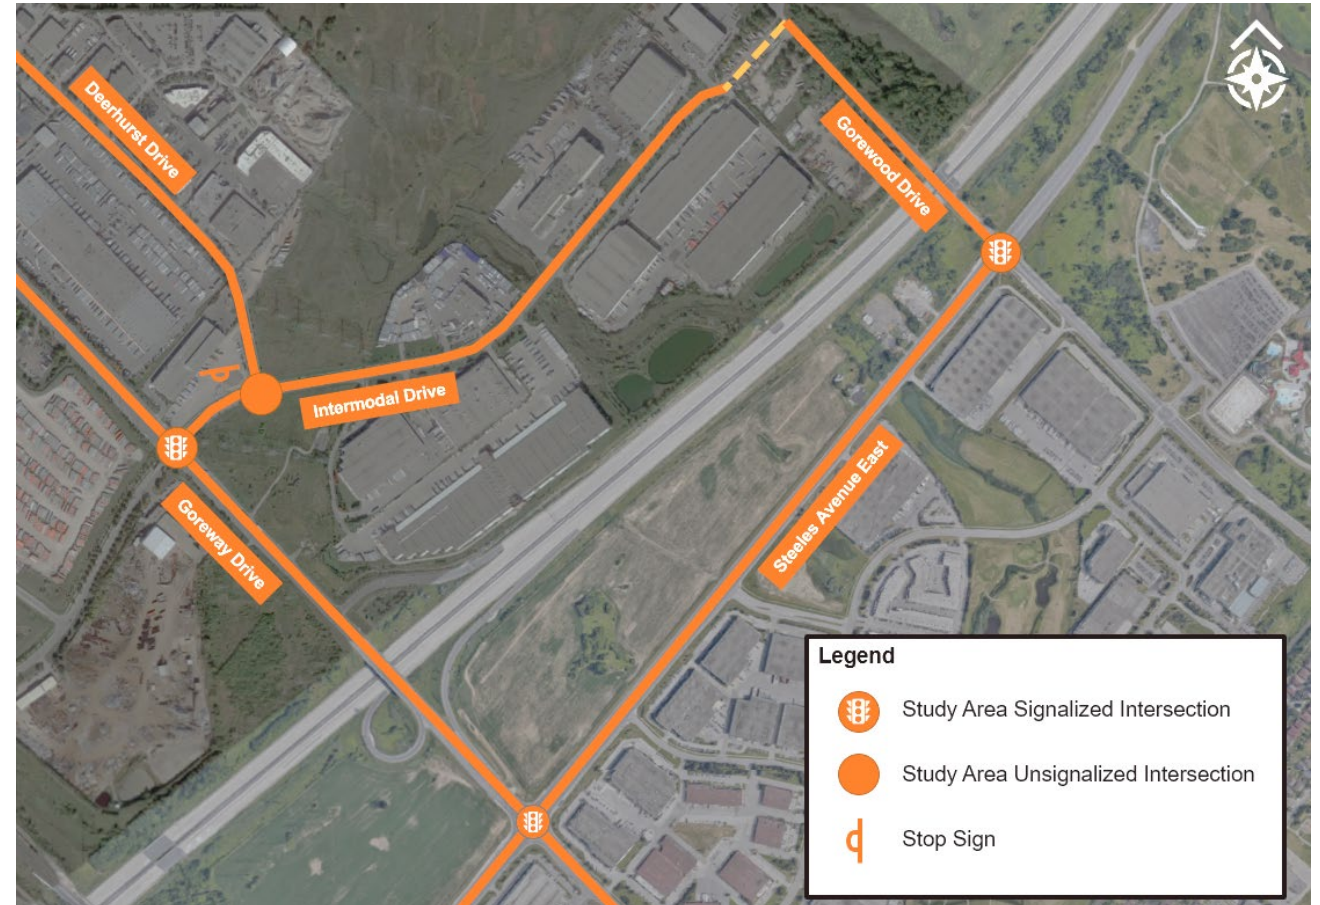 Deerhurst Drive
Gorewood Drive
Intermodal Drive
Goreway Drive
Steeles Avenue East
Legend
Study Area Signalized Intersection
Study Area Unsignalized Intersection
Stop Sign